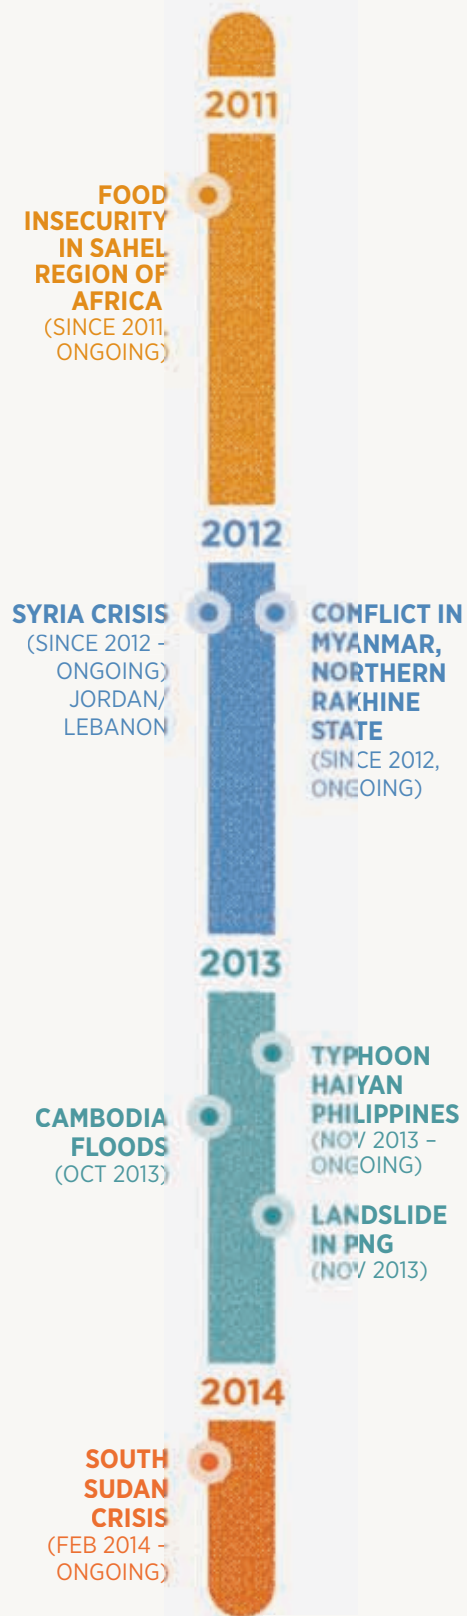 2011
FOOD
INSECURITY
IN SAHEL
REGION OF
AFRICA
(SINCE 2011,
ONGOING)
2012
SYRIA CRISIS
(SINCE 2012 –
ONGOING)
JORDAN/
LEBANON
CONFLICT IN
MYANMAR,
NORTHERN
RAKHINE
STATE
(SINCE 2012,
ONGOING)
2013
TYPHOON
HAIYAN
PHILIPPINES
(NOV 2013 –
ONGOING)
CAMBODIA
FLOODS
(OCT 2013)
LANDSLIDE
IN PNG
(NOV 2013)
2014
SOUTH
SUDAN
CRISIS
(FEB 2014 –
ONGOING)